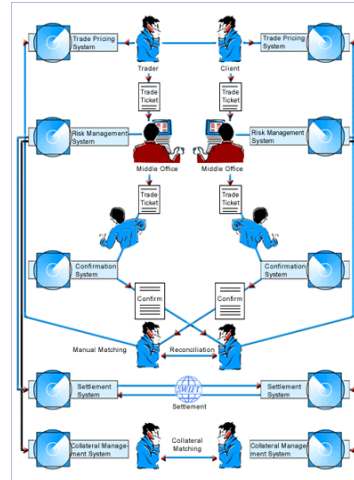 Trade Pricing
System
Trade Pricing
System
Trader
Client
Trade
Ticket
Trade
Ticket
Risk Management
System
Risk Management
System
Middle Office
Middle Office
Trade
Ticket
Trade
Ticket
Confirmation
System
Confirmation
System
Confirm
Confirm
Manual Matching
Reconciliation
Settlement
System
SWIFT
Settlement
System
Settlement
Collateral Manage-
ment System
Collateral
Matching
Collateral Manage-
ment System